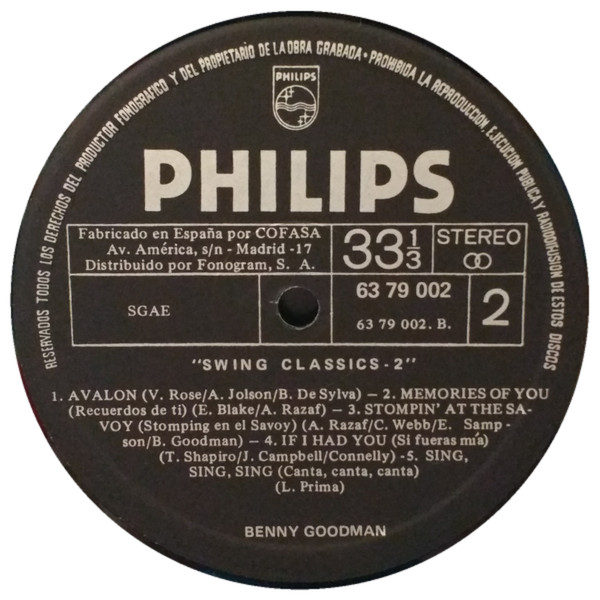 RESERVADOS TODOS LOS DERECHOS DEL PRODUCTOR FONOGRAFICO Y DEL PROPIETARIO DE LA OBRA GRABADA • PROHIBIDA LA REPRODUCCION, EJECUCION PUBLICA Y RADIODIFUSION DE ESTOS DISCOS
PHILIPS
PHILIPS
Fabricado en España por COFASA
Av. América, s/n - Madrid -17
Distribuido por Fonogram, S. A.
33 1/3
STEREO
SGAE
63 79 002
63 79 002. B.
2
"SWING CLASSICS - 2"
1. AVALON (V. Rose/A. Jolson/B. De Sylva) — 2. MEMORIES OF YOU
(Recuerdos de ti) (E. Blake/A. Razaf) — 3. STOMPIN' AT THE SA-
VOY (Stomping en el Savoy) (A. Razaf/C. Webb/E. Samp-
son/B. Goodman) — 4. IF I HAD YOU (Si fueras mía)
(T. Shapiro/J. Campbell/Connelly) -5. SING,
SING, SING (Canta, canta, canta)
(L. Prima)
BENNY GOODMAN